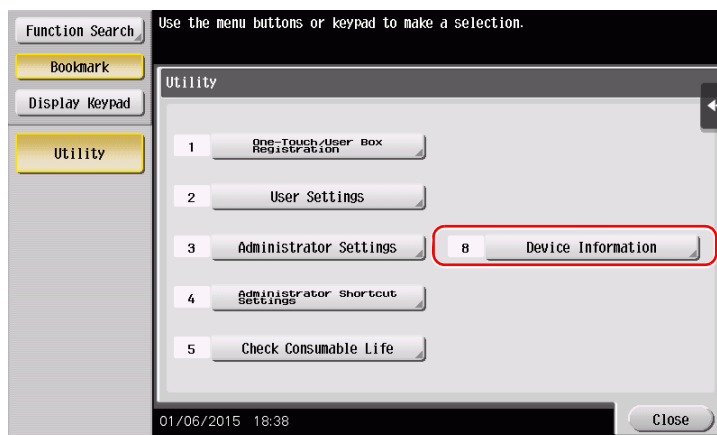 Function Search
Use the menu buttons or keypad to make a selection.
Bookmark
Utility
Display Keypad
Utility
1 One-Touch/User Box
Registration
2 User Settings
3 Administrator Settings
8 Device Information
4 Administrator Shortcut
Settings
5 Check Consumable Life
01/06/2015 18:38
Close